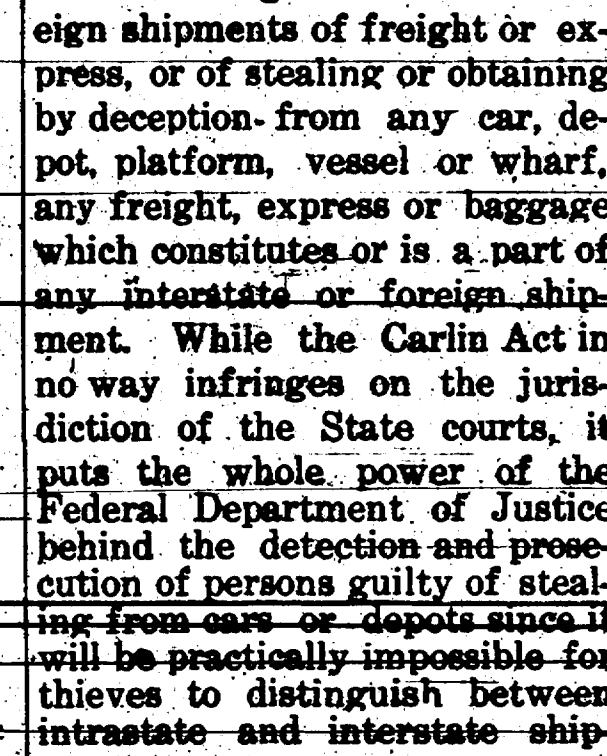 eign shipments of freight or ex-
press, or of stealing or obtaining
by deception from any car, de-
pot, platform, vessel or wharf,
any freight, express or baggage
which constitutes or is a part of
any interstate or foreign ship-
ment. While the Carlin Act in
no way infringes on the juris-
diction of the State courts, it
puts the whole power of the
Federal Department of Justice
behind the detection and prose-
cution of persons guilty of steal-
ing from cars or depots since it
will be practically impossible for
thieves to distinguish between
intrastate and interstate ship-